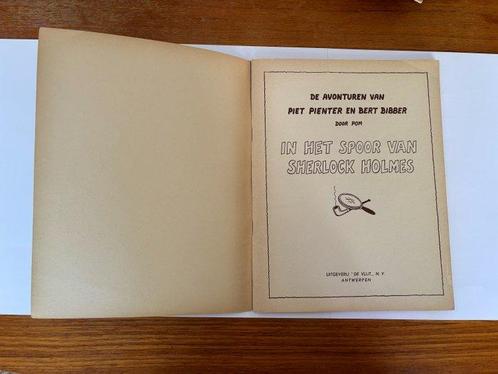 DE AVONTUREN VAN
PIET PIENTER EN BERT BIBBER
DOOR POM
IN HET SPOOR VAN
SHERLOCK HOLMES
UITGEVERIJ "DE VLIJT" N.V.
ANTWERPEN